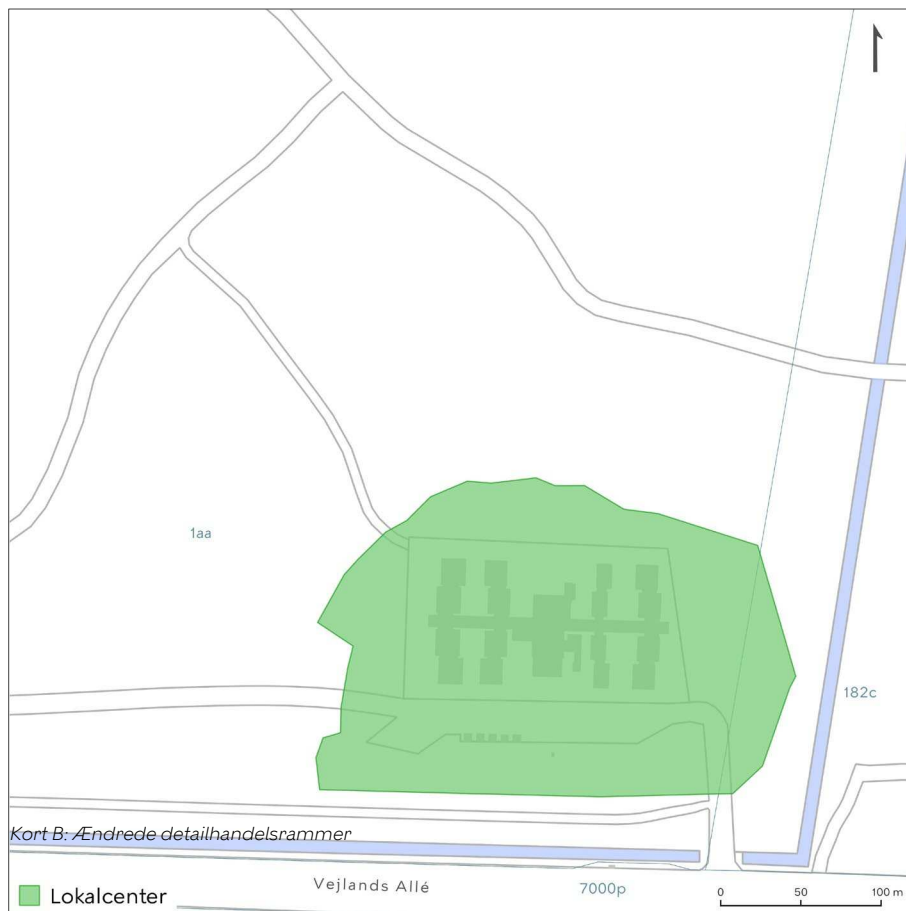 1aa
182c
Kort B: Ændrede detailhandelsrammer
Vejlands Allé
7000p
Lokalcenter
0 50 100 m